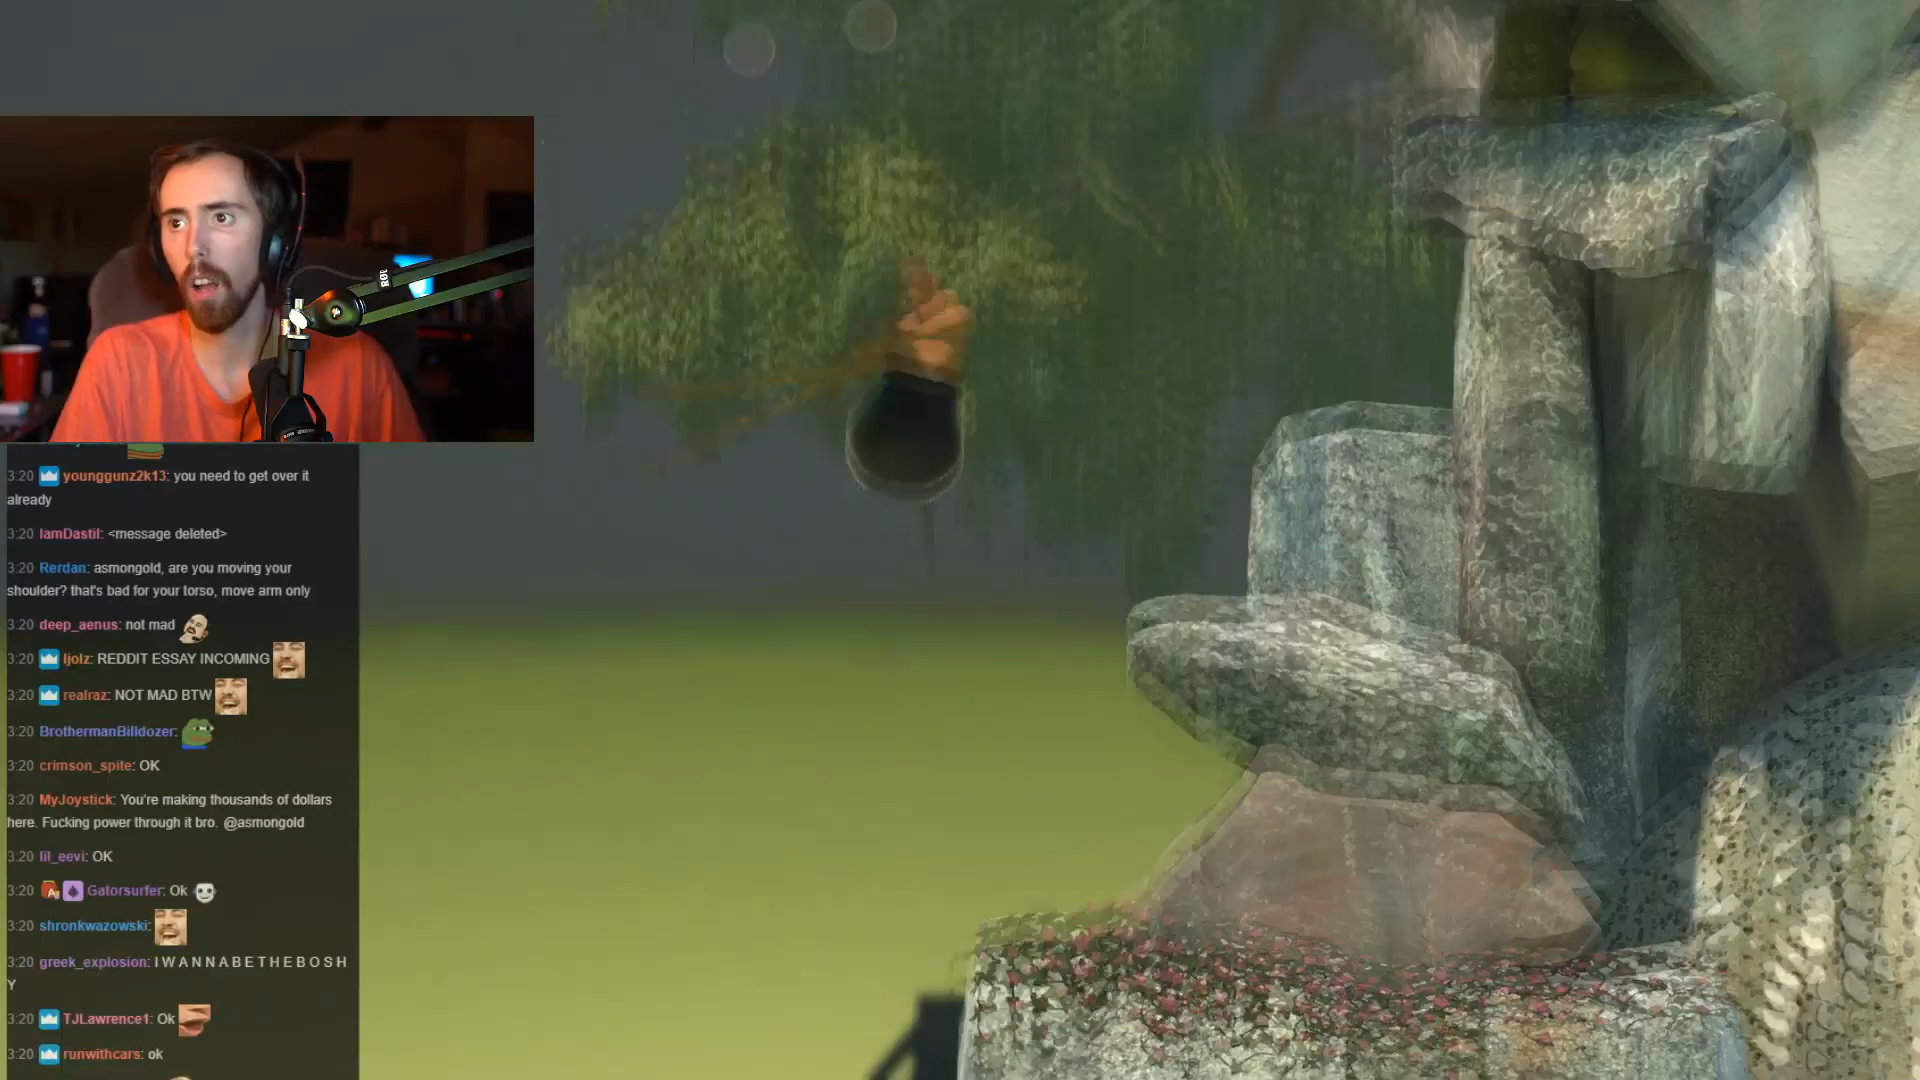 3:20 younggunz2k13: you need to get over it
already
3:20 IamDastil: <message deleted>
3:20 Rerdan: asmongold, are you moving your
shoulder? that's bad for your torso, move arm only
3:20 deep_aenus: not mad
3:20 ljolz: REDDIT ESSAY INCOMING
3:20 realraz: NOT MAD BTW
3:20 BrothermanBilldozer:
3:20 crimson_spite: OK
3:20 MyJoystick: You're making thousands of dollars
here. Fucking power through it bro. @asmongold
3:20 lil_eevi: OK
3:20 Gatorsurfer: Ok
3:20 shronkwazowski:
3:20 greek_explosion: I W A N N A B E T H E B O S H
Y
3:20 TJLawrence1: Ok
3:20 runwithcars: ok